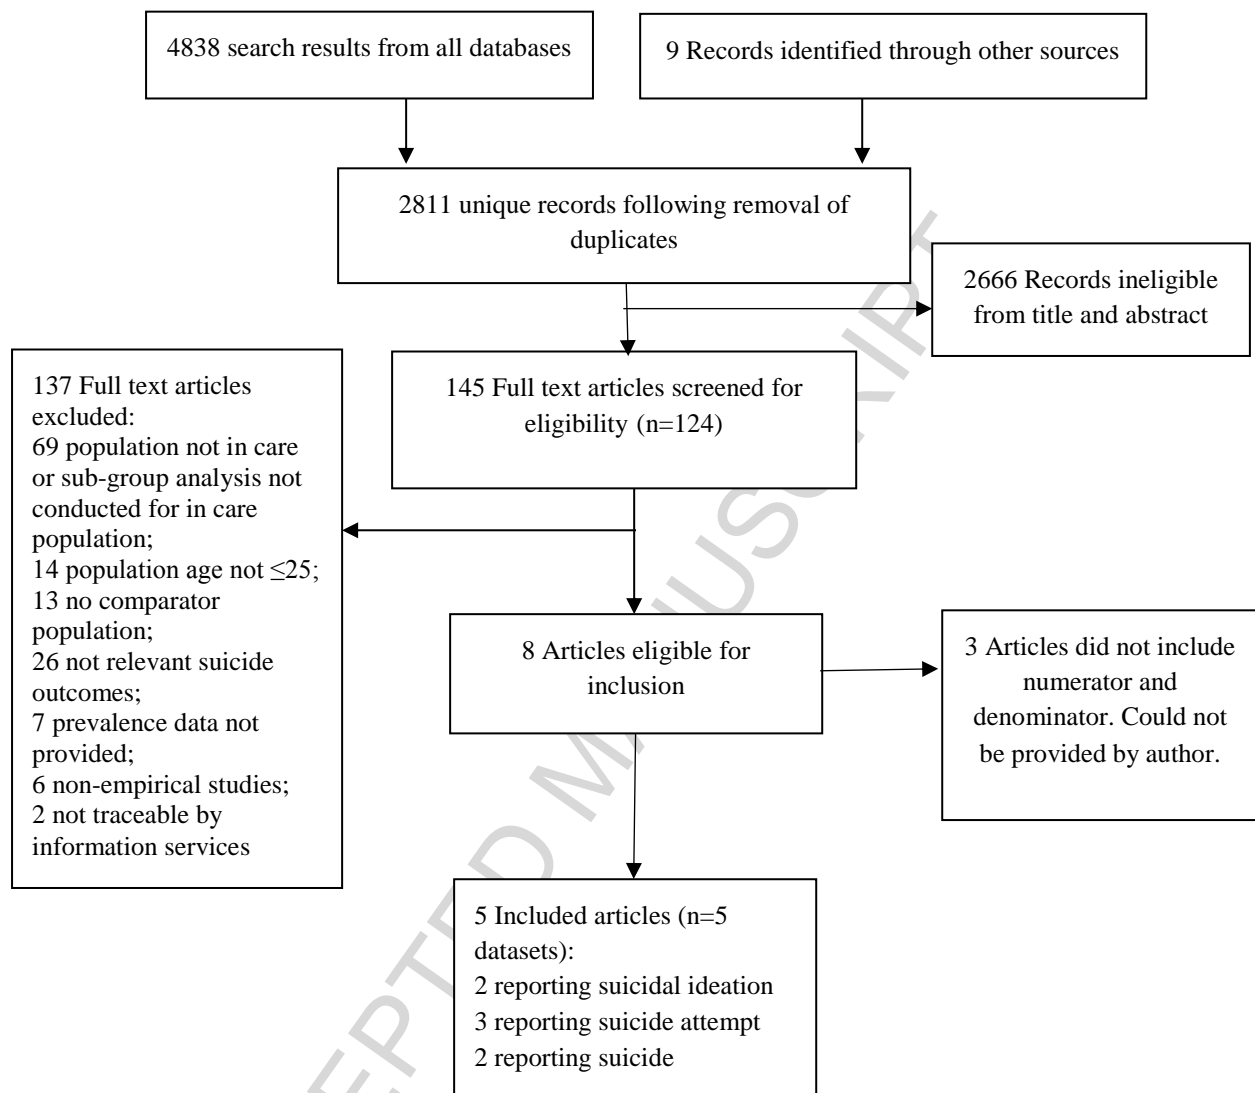 4838 search results from all databases
9 Records identified through other sources
2811 unique records following removal of
duplicates
2666 Records ineligible
from title and abstract
145 Full text articles screened for
eligibility (n=124)
137 Full text articles
excluded:
69 population not in care
or sub-group analysis not
conducted for in care
population;
14 population age not ≤25;
13 no comparator
population;
26 not relevant suicide
outcomes;
7 prevalence data not
provided;
6 non-empirical studies;
2 not traceable by
information services
8 Articles eligible for
inclusion
3 Articles did not include
numerator and
denominator. Could not
be provided by author.
5 Included articles (n=5
datasets):
2 reporting suicidal ideation
3 reporting suicide attempt
2 reporting suicide
EPTED MANUSCRIPT